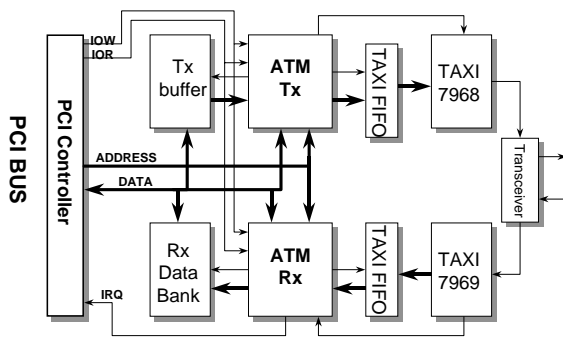 PCI BUS
PCI Controller
IOW
IOR
ADDRESS
DATA
IRQ
Tx
buffer
ATM
Tx
TAXI FIFO
TAXI
7968
Transceiver
Rx
Data
Bank
ATM
Rx
TAXI FIFO
TAXI
7969